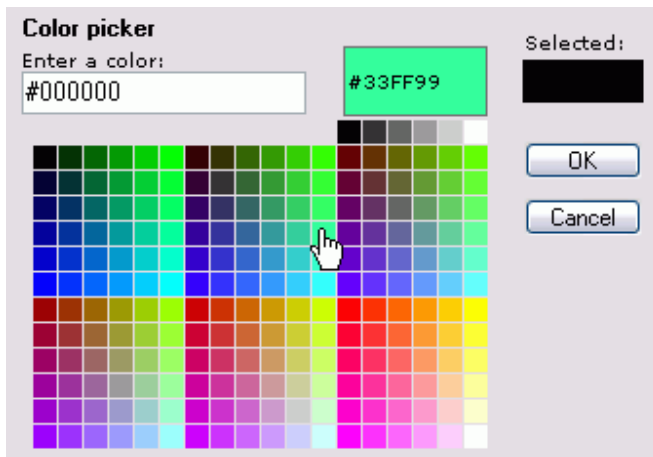 Color picker
Enter a color:
#000000
#33FF99
Selected:
OK
Cancel